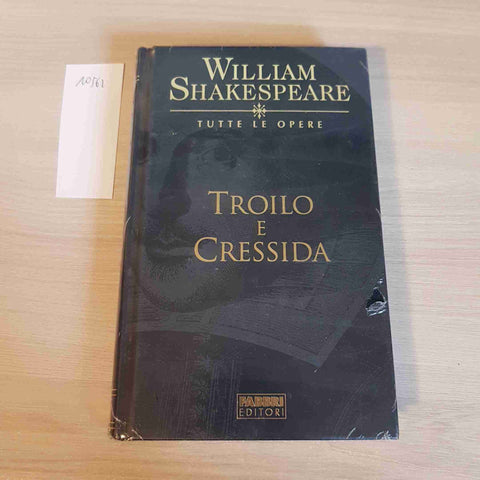 WILLIAM
SHAKESPEARE
TUTTE LE OPERE
TROILO
E
CRESSIDA
FABBRI
EDITORI